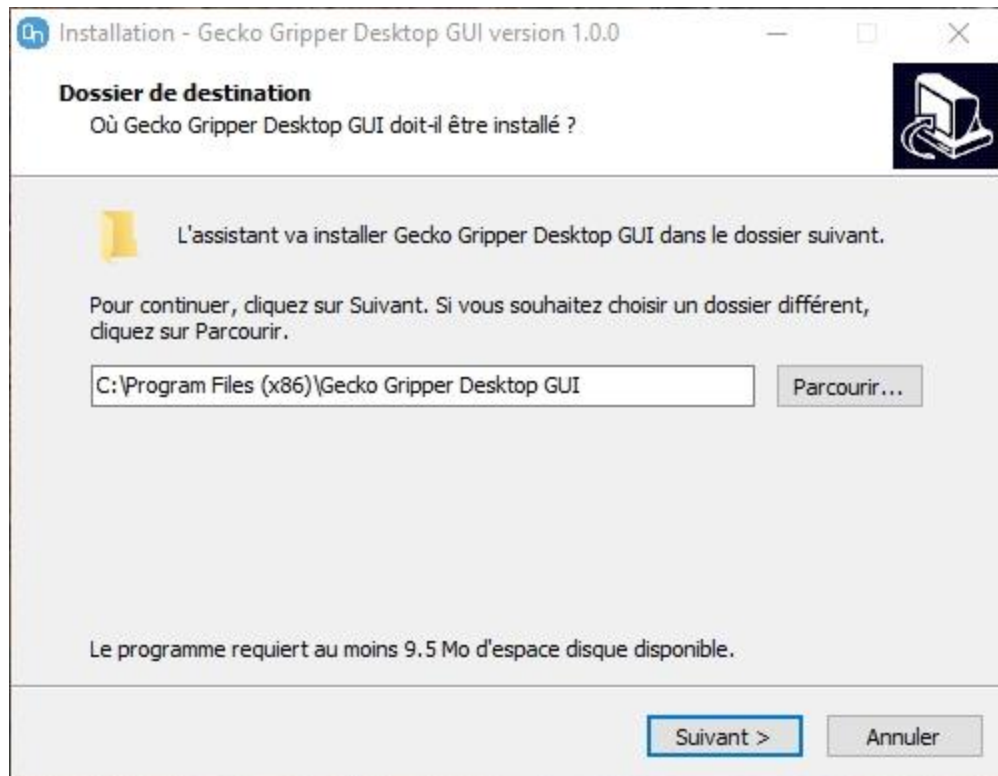 Installation - Gecko Gripper Desktop GUI version 1.0.0
Dossier de destination
Où Gecko Gripper Desktop GUI doit-il être installé ?
L'assistant va installer Gecko Gripper Desktop GUI dans le dossier suivant.
Pour continuer, cliquez sur Suivant. Si vous souhaitez choisir un dossier différent,
cliquez sur Parcourir.
C:\Program Files (x86)\Gecko Gripper Desktop GUI
Parcourir...
Le programme requiert au moins 9.5 Mo d'espace disque disponible.
Suivant >
Annuler